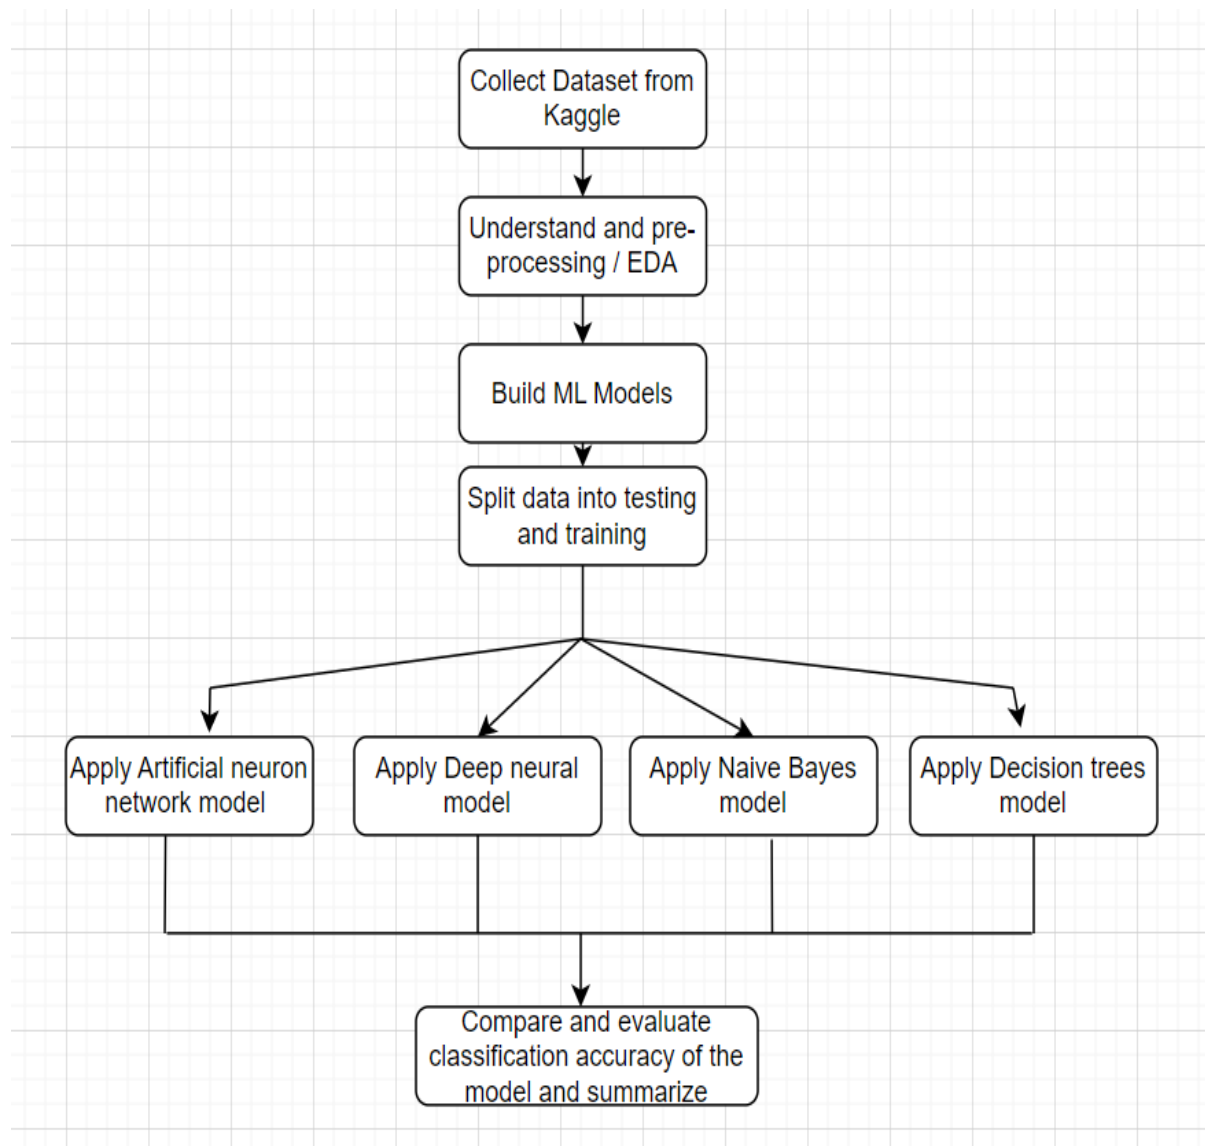 Collect Dataset from
Kaggle
Understand and pre-
processing / EDA
Build ML Models
Split data into testing
and training
Apply Artificial neuron
network model
Apply Deep neural
model
Apply Naive Bayes
model
Apply Decision trees
model
Compare and evaluate
classification accuracy of the
model and summarize